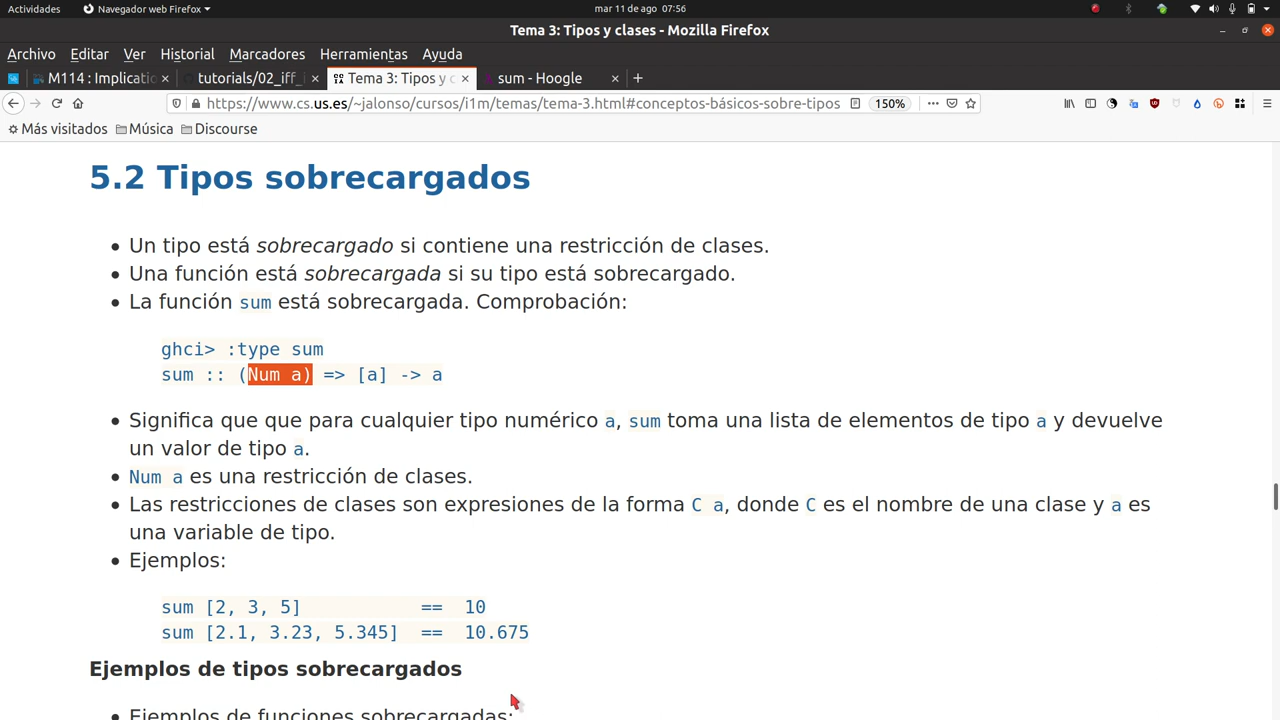 Actividades Navegador web Firefox mar 11 de ago 07:56
Tema 3: Tipos y clases - Mozilla Firefox
Archivo Editar Ver Historial Marcadores Herramientas Ayuda
M114 : Implicatio tutorials/02_iff_i Tema 3: Tipos y c sum - Hoogle
https://www.cs.us.es/~jalonso/cursos/i1m/temas/tema-3.html#conceptos-básicos-sobre-tipos 150%
Más visitados Música Discourse
5.2 Tipos sobrecargados
• Un tipo está sobrecargado si contiene una restricción de clases.
• Una función está sobrecargada si su tipo está sobrecargado.
• La función sum está sobrecargada. Comprobación:
ghci> :type sum
sum :: (Num a) => [a] -> a
• Significa que que para cualquier tipo numérico a, sum toma una lista de elementos de tipo a y devuelve
un valor de tipo a.
• Num a es una restricción de clases.
• Las restricciones de clases son expresiones de la forma C a, donde C es el nombre de una clase y a es
una variable de tipo.
• Ejemplos:
sum [2, 3, 5] == 10
sum [2.1, 3.23, 5.345] == 10.675
Ejemplos de tipos sobrecargados
• Ejemplos de funciones sobrecargadas: